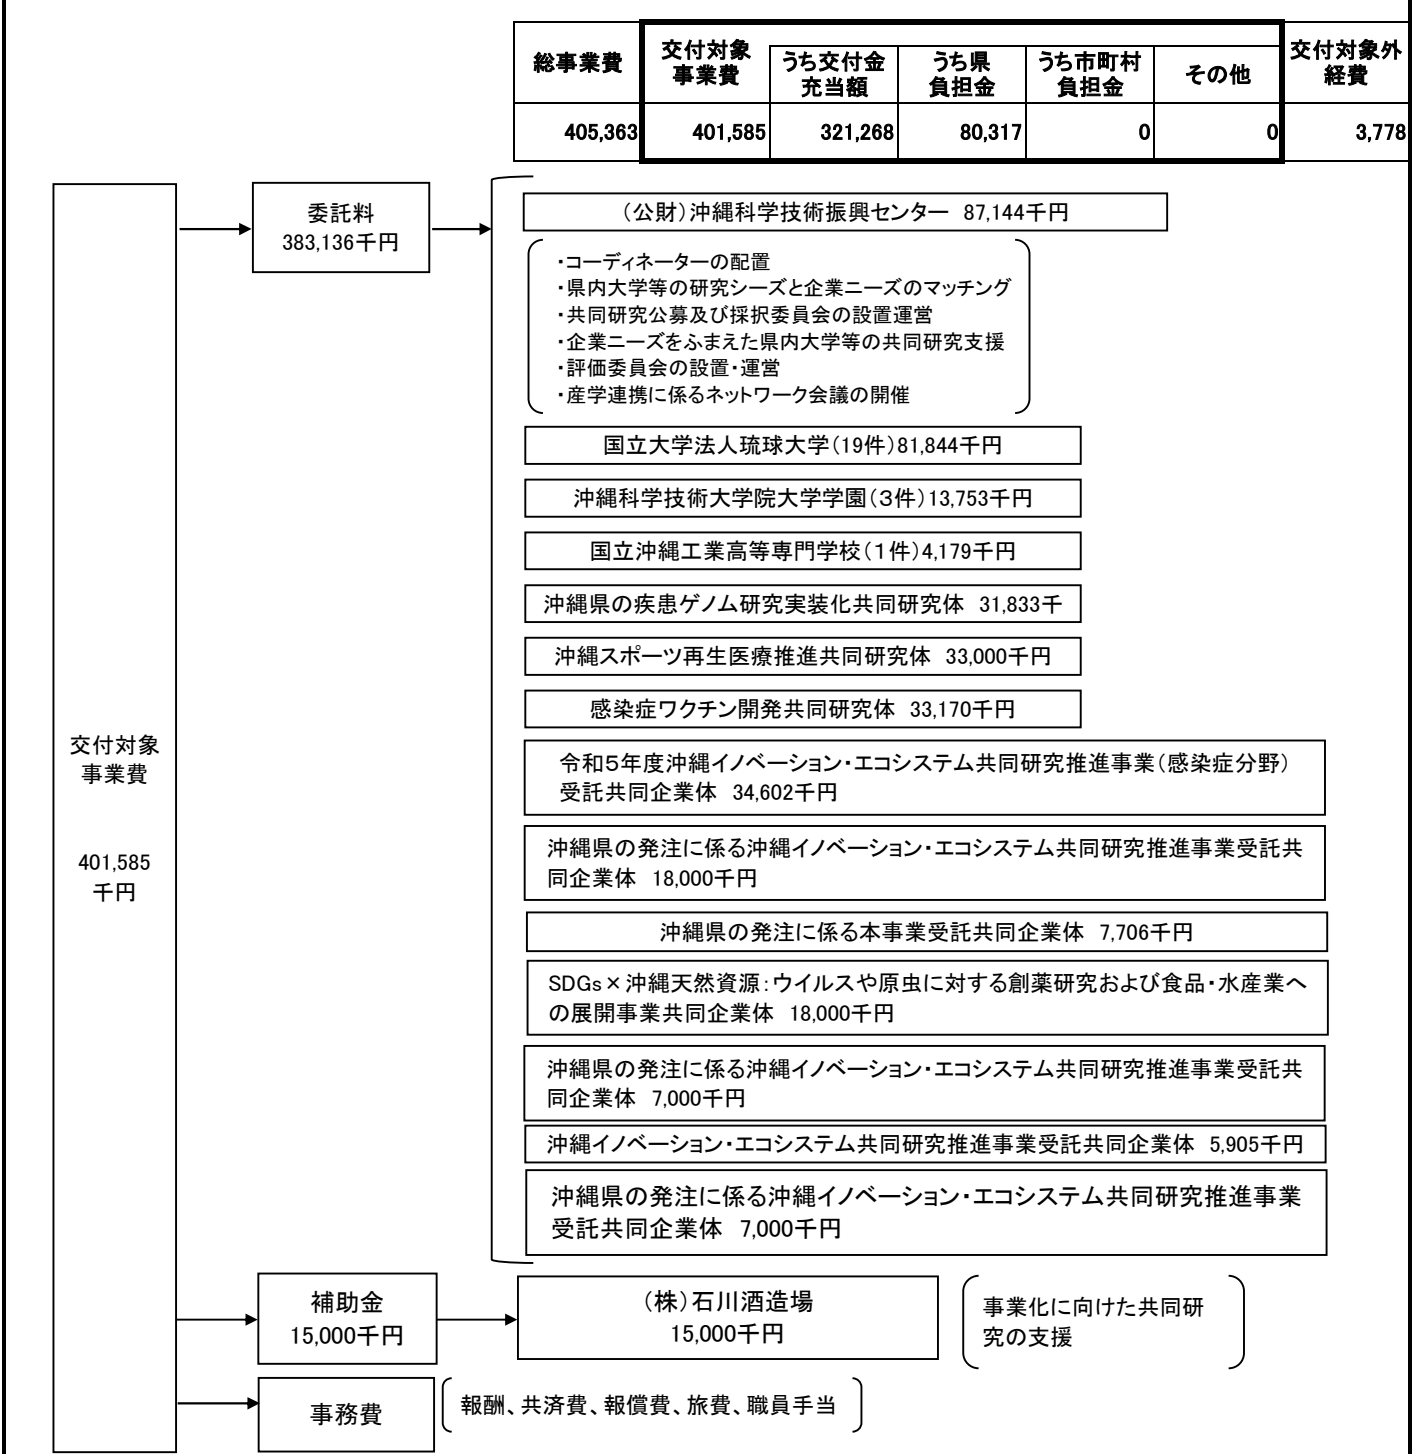 総事業費
交付対象
事業費
うち交付金
充当額
うち県
負担金
うち市町村
負担金
その他
交付対象外
経費
405,363
401,585
321,268
80,317
0
0
3,778
交付対象
事業費
401,585
千円
委託料
383,136千円
（公財）沖縄科学技術振興センター 87,144千円
・コーディネーターの配置
・県内大学等の研究シーズと企業ニーズのマッチング
・共同研究公募及び採択委員会の設置運営
・企業ニーズをふまえた県内大学等の共同研究支援
・評価委員会の設置・運営
・産学連携に係るネットワーク会議の開催
国立大学法人琉球大学（19件）81,844千円
沖縄科学技術大学院大学学園（３件）13,753千円
国立沖縄工業高等専門学校（１件）4,179千円
沖縄県の疾患ゲノム研究実装化共同研究体 31,833千
沖縄スポーツ再生医療推進共同研究体 33,000千円
感染症ワクチン開発共同研究体 33,170千円
令和５年度沖縄イノベーション・エコシステム共同研究推進事業（感染症分野）
受託共同企業体 34,602千円
沖縄県の発注に係る沖縄イノベーション・エコシステム共同研究推進事業受託共
同企業体 18,000千円
沖縄県の発注に係る本事業受託共同企業体 7,706千円
SDGs×沖縄天然資源：ウイルスや原虫に対する創薬研究および食品・水産業へ
の展開事業共同企業体 18,000千円
沖縄県の発注に係る沖縄イノベーション・エコシステム共同研究推進事業受託共
同企業体 7,000千円
沖縄イノベーション・エコシステム共同研究推進事業受託共同企業体 5,905千円
沖縄県の発注に係る沖縄イノベーション・エコシステム共同研究推進事業
受託共同企業体 7,000千円
補助金
15,000千円
（株）石川酒造場
15,000千円
事業化に向けた共同研
究の支援
事務費
報酬、共済費、報償費、旅費、職員手当